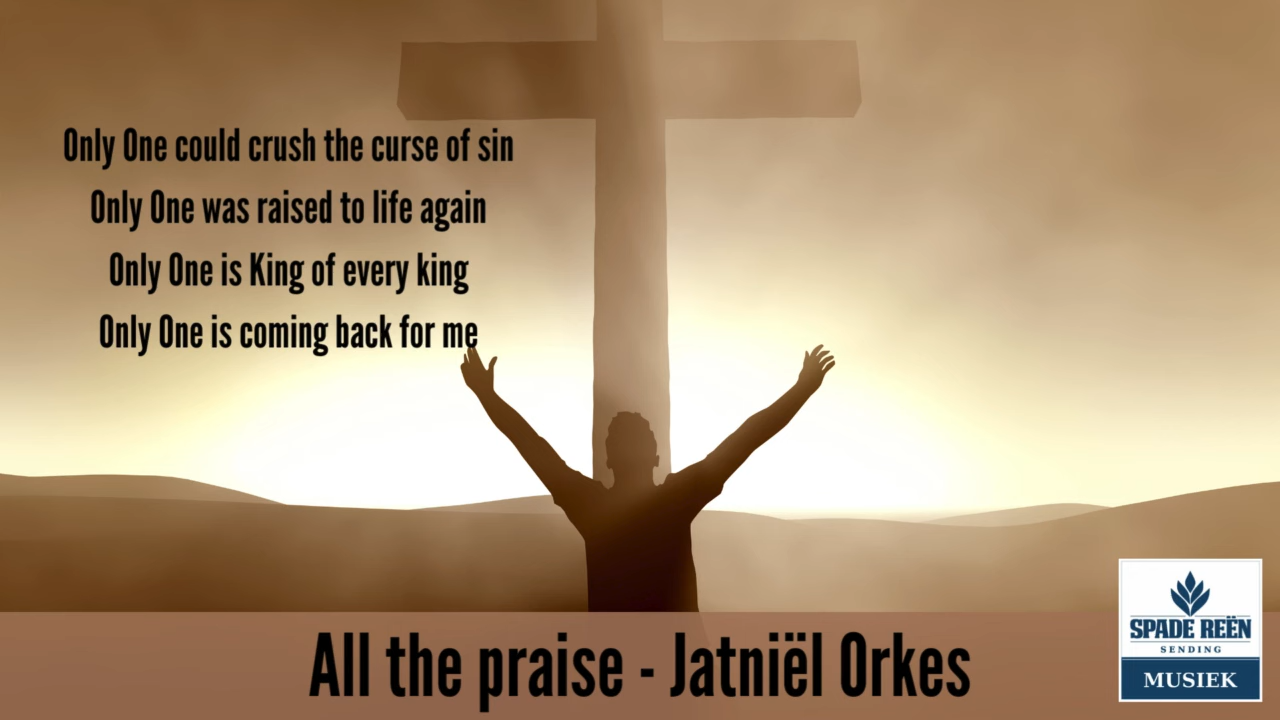 Only One could crush the curse of sin
Only One was raised to life again
Only One is King of every king
Only One is coming back for me
All the praise - Jatniël Orkes
SPADE REËN
SENDING
MUSIEK